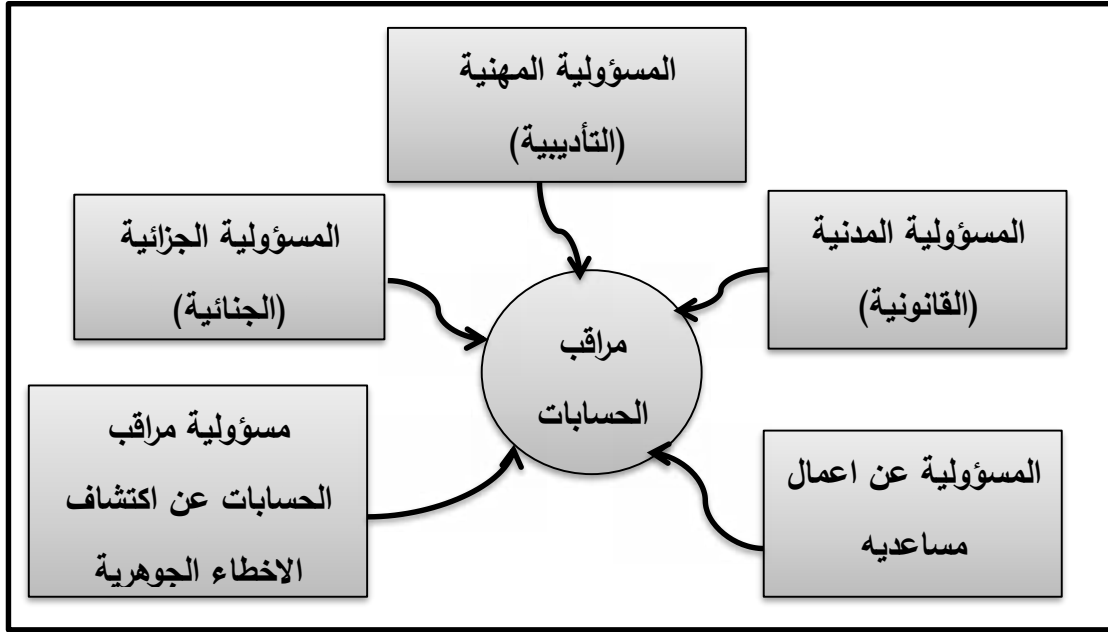 المسؤولية المهنية
(التأديبية)
المسؤولية المدنية
(القانونية)
المسؤولية الجزائية
(الجنائية)
مراقب
الحسابات
المسؤولية عن اعمال
مساعديه
مسؤولية مراقب
الحسابات عن اكتشاف
الاخطاء الجوهرية